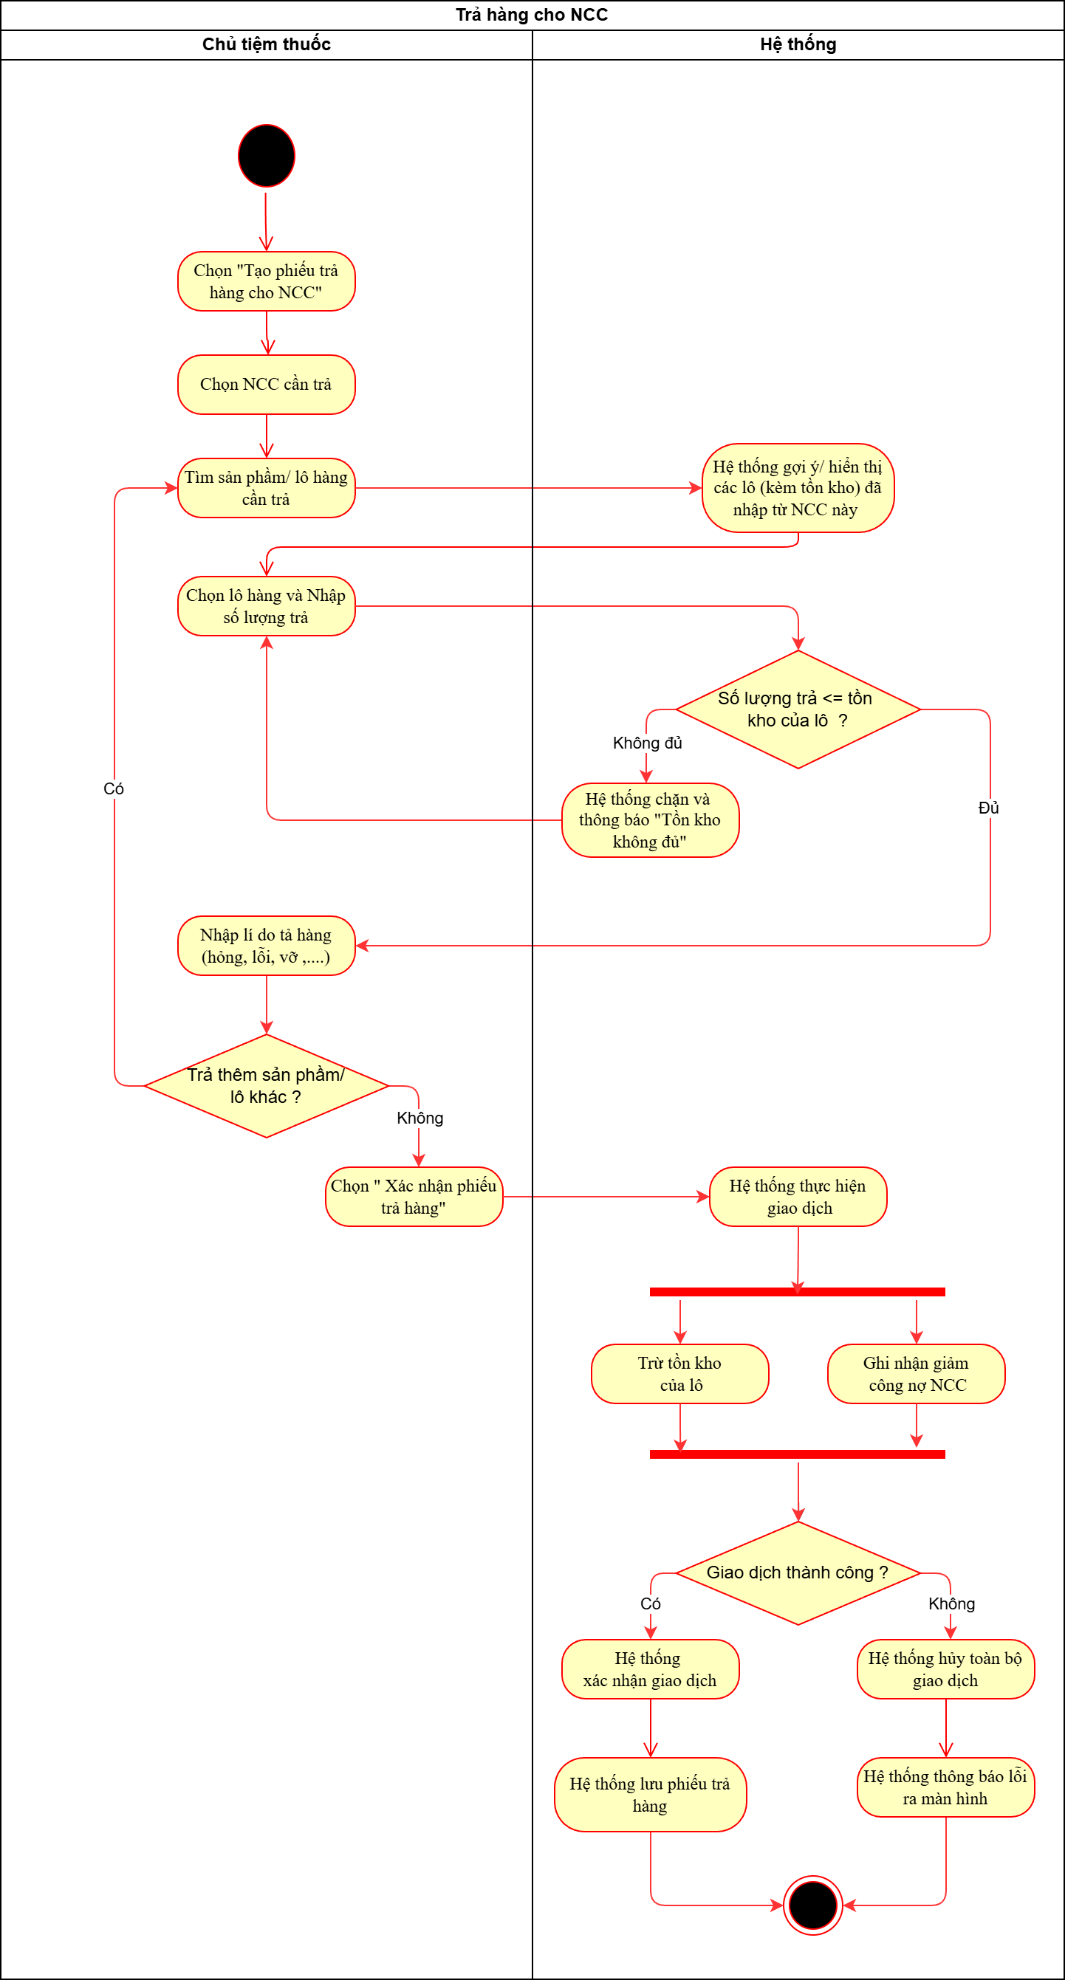 Trả hàng cho NCC
Chủ tiệm thuốc
Hệ thống
Chọn "Tạo phiếu trả
hàng cho NCC"
Chọn NCC cần trả
Tìm sản phầm/ lô hàng
cần trả
Hệ thống gợi ý/ hiển thị
các lô (kèm tồn kho) đã
nhập từ NCC này
Chọn lô hàng và Nhập
số lượng trả
Số lượng trả <= tồn
kho của lô ?
Không đủ
Hệ thống chặn và
thông báo "Tồn kho
không đủ"
Có
Đủ
Nhập lí do tả hàng
(hỏng, lỗi, vỡ ,....)
Trả thêm sản phầm/
lô khác ?
Không
Chọn " Xác nhận phiếu
trả hàng"
Hệ thống thực hiện
giao dịch
Trừ tồn kho
của lô
Ghi nhận giảm
công nợ NCC
Giao dịch thành công ?
Có
Không
Hệ thống
xác nhận giao dịch
Hệ thống hủy toàn bộ
giao dịch
Hệ thống lưu phiếu trả
hàng
Hệ thống thông báo lỗi
ra màn hình